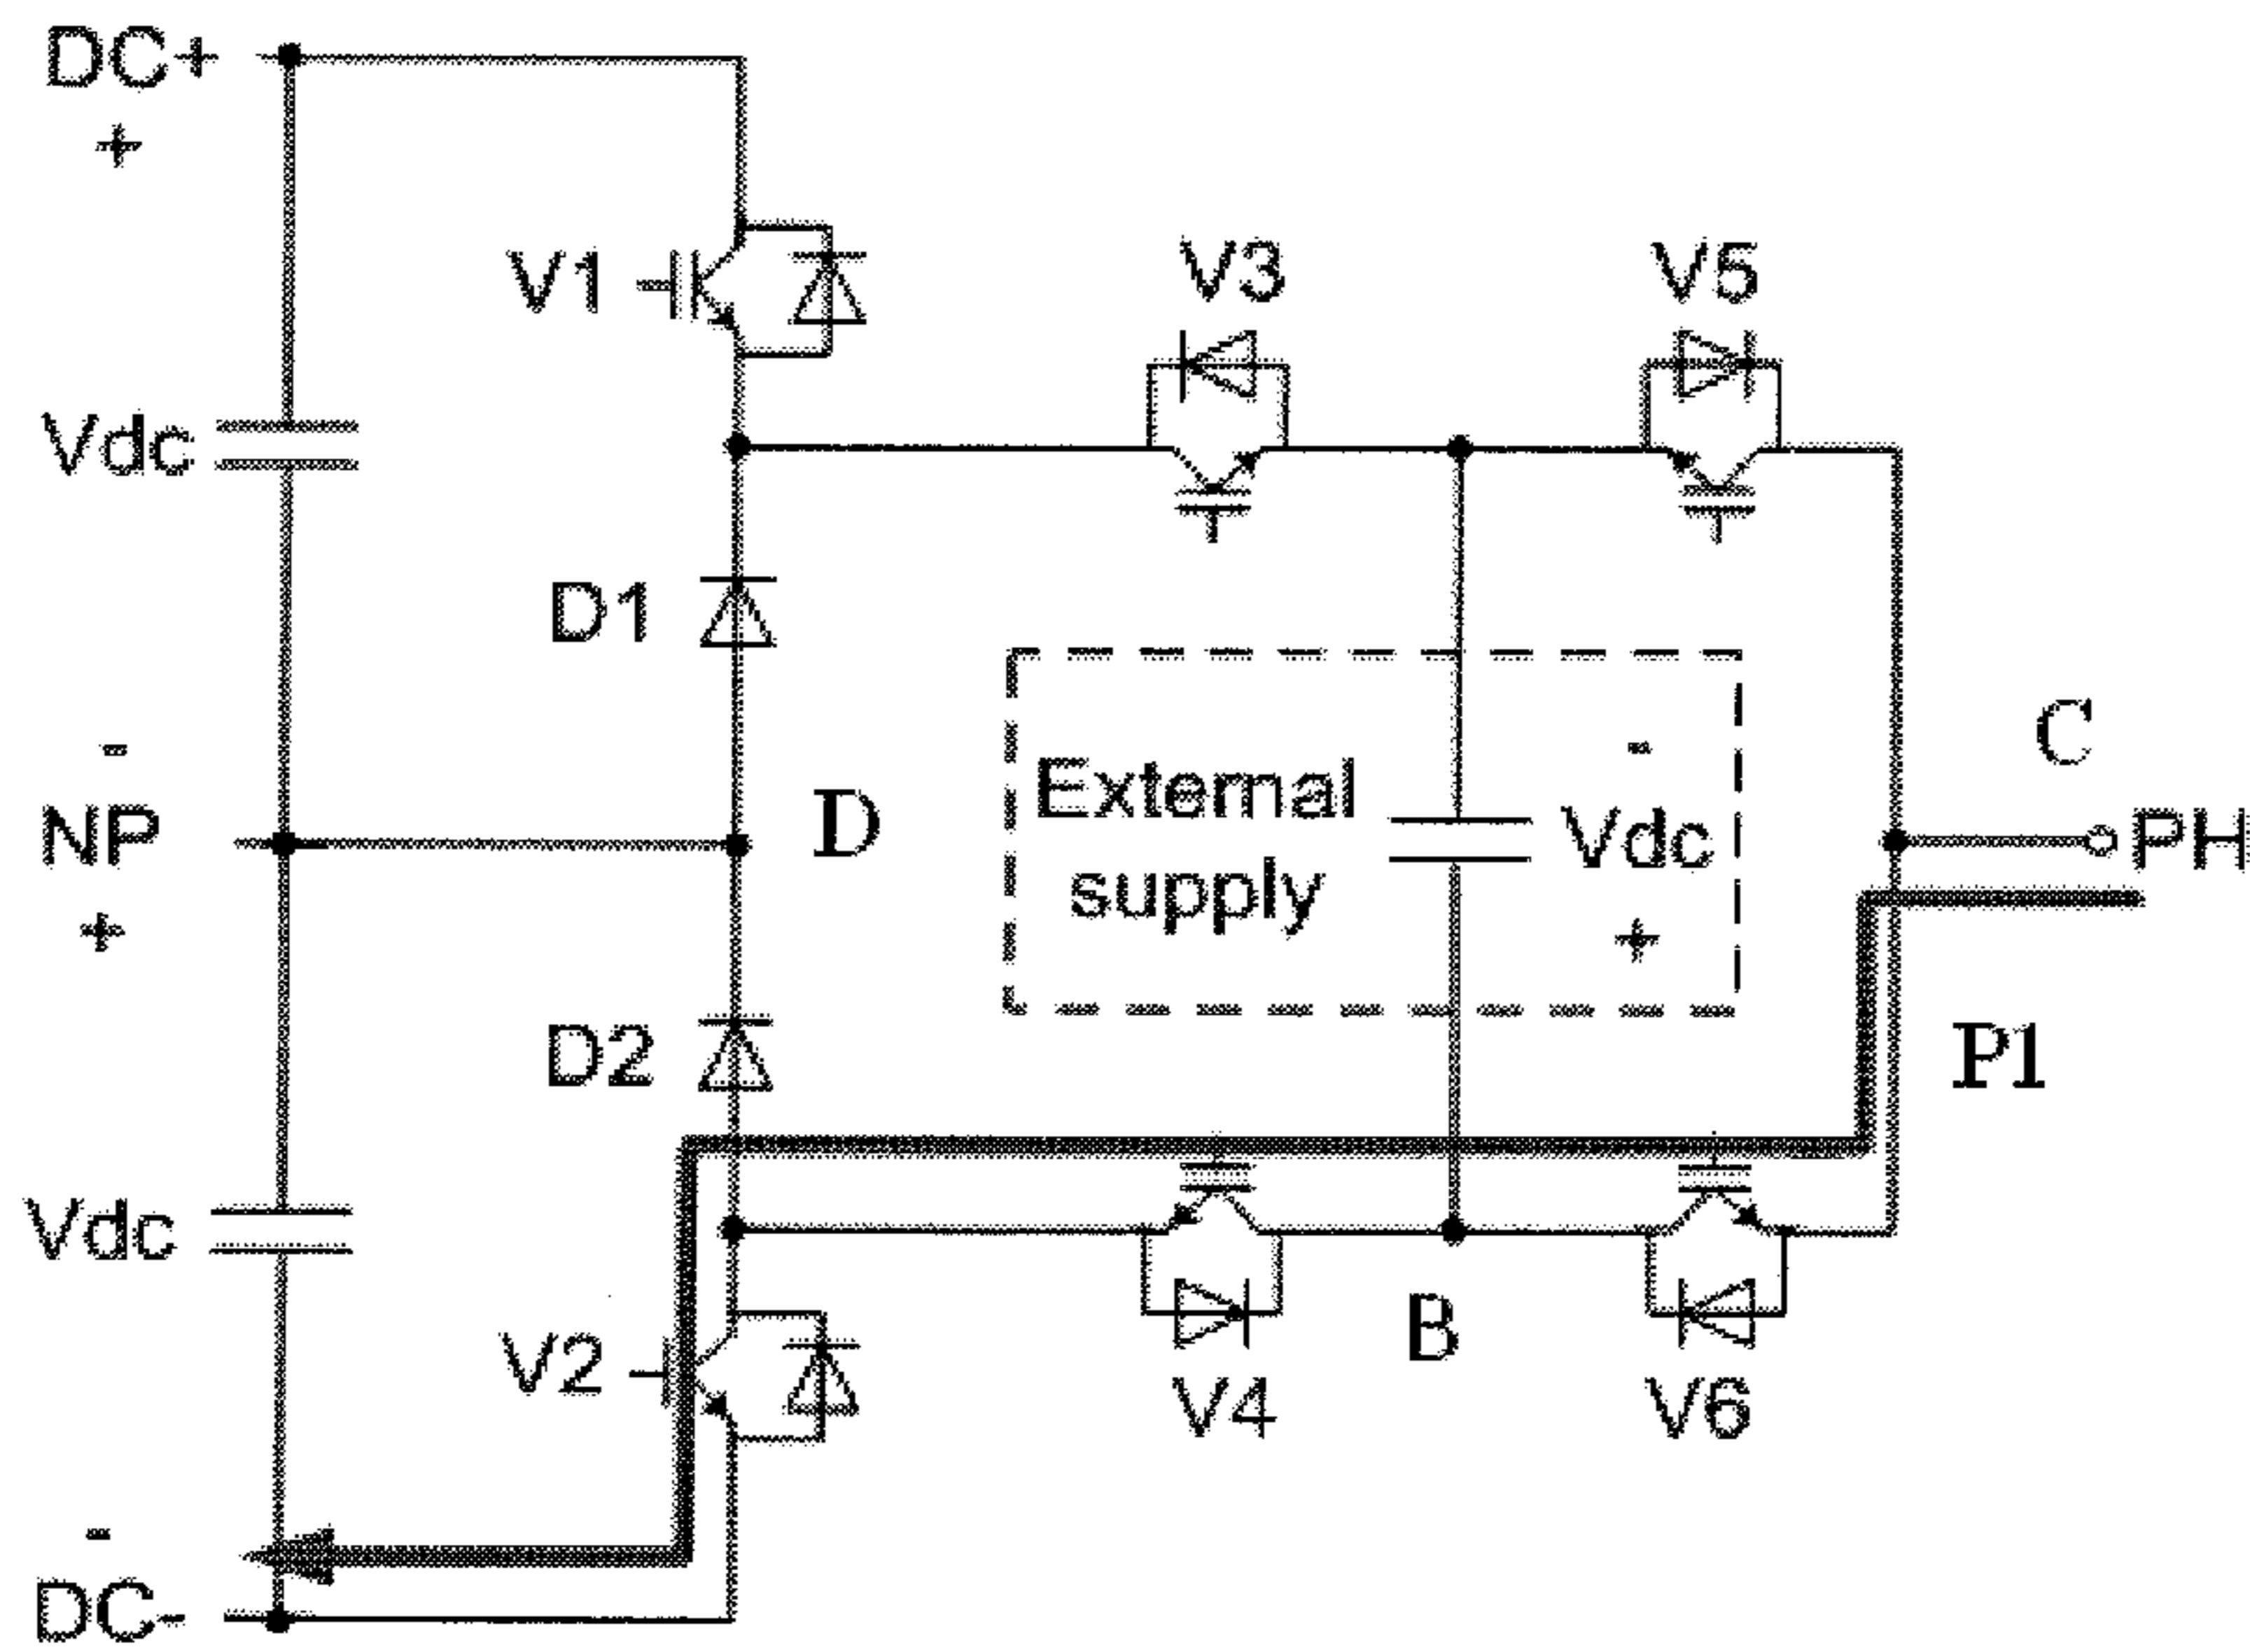 DC+
+
V1
V3
V5
Vdc
D1
C
-
-
D
External
supply
Vdc
NP
PH
+
+
D2
P1
Vdc
B
V2
V4
V6
-
DC-